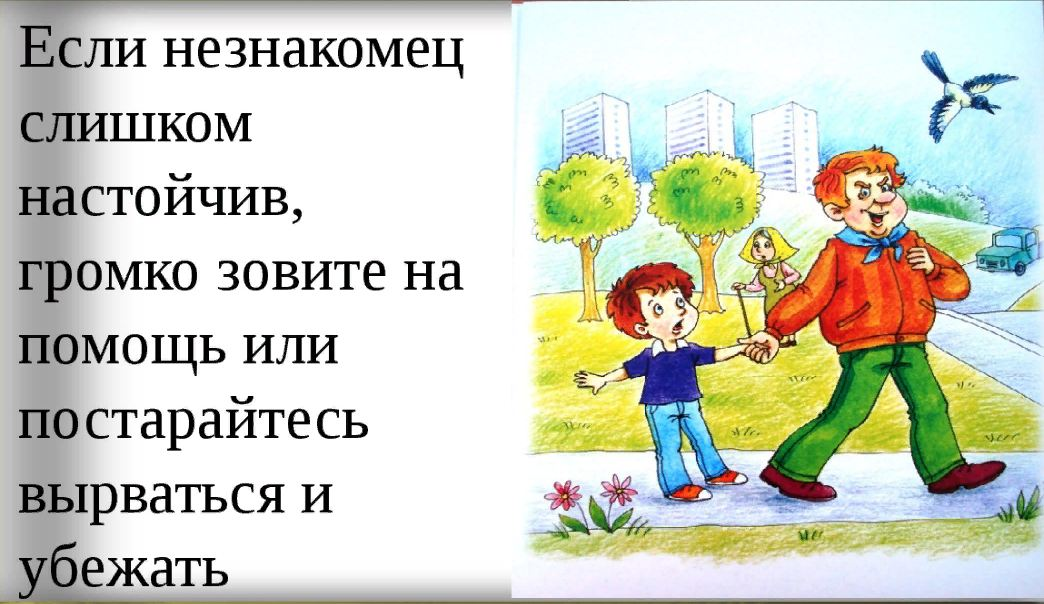 Если незнакомец
слишком
настойчив,
громко зовите на
помощь или
постарайтесь
вырваться и
убежать